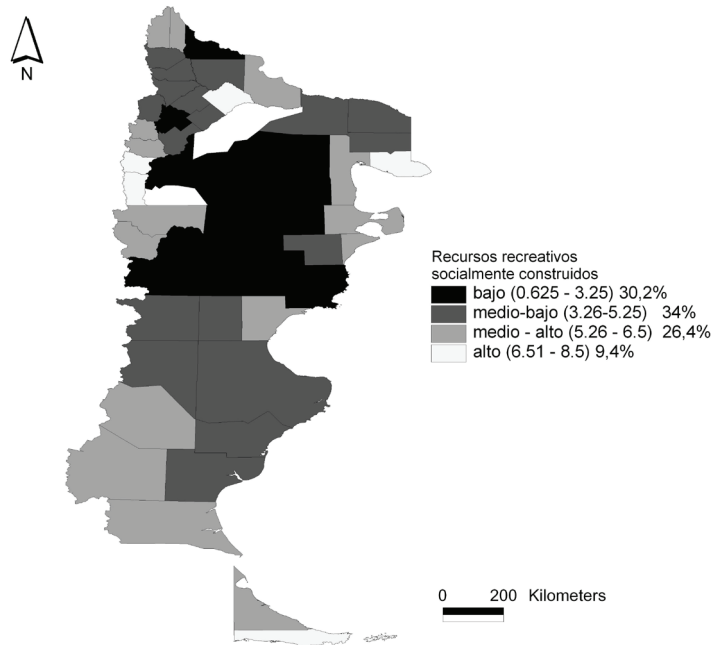 N
Recursos recreativos
socialmente construidos
bajo (0.625 - 3.25) 30,2%
medio-bajo (3.26-5.25) 34%
medio - alto (5.26 - 6.5) 26,4%
alto (6.51 - 8.5) 9,4%
0 200 Kilometers